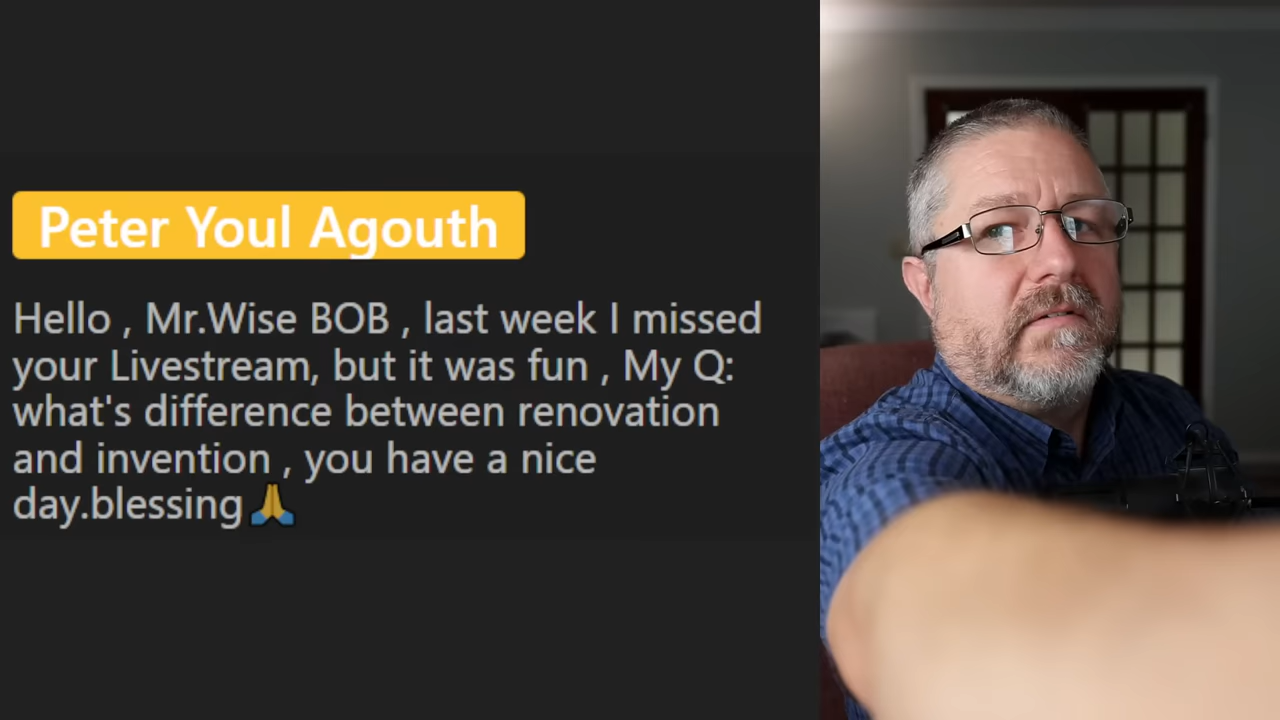 Peter Youl Agouth
Hello , Mr.Wise BOB , last week I missed
your Livestream, but it was fun , My Q:
what's difference between renovation
and invention , you have a nice
day.blessing🙏